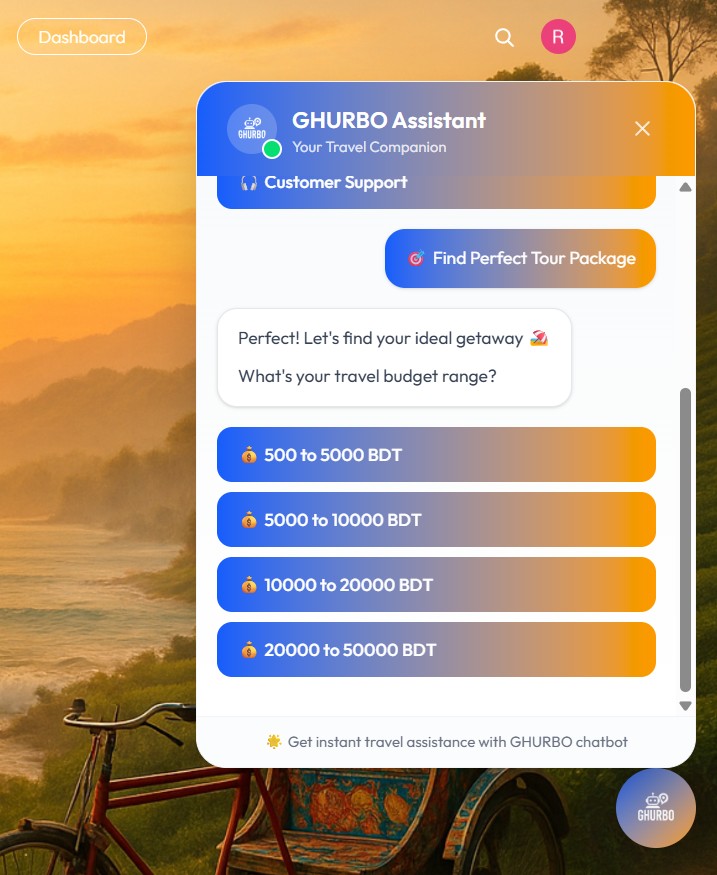 Dashboard
R
GHURBO
GHURBO Assistant
Your Travel Companion
Customer Support
Find Perfect Tour Package
Perfect! Let's find your ideal getaway
What's your travel budget range?
500 to 5000 BDT
5000 to 10000 BDT
10000 to 20000 BDT
20000 to 50000 BDT
Get instant travel assistance with GHURBO chatbot
GHURBO